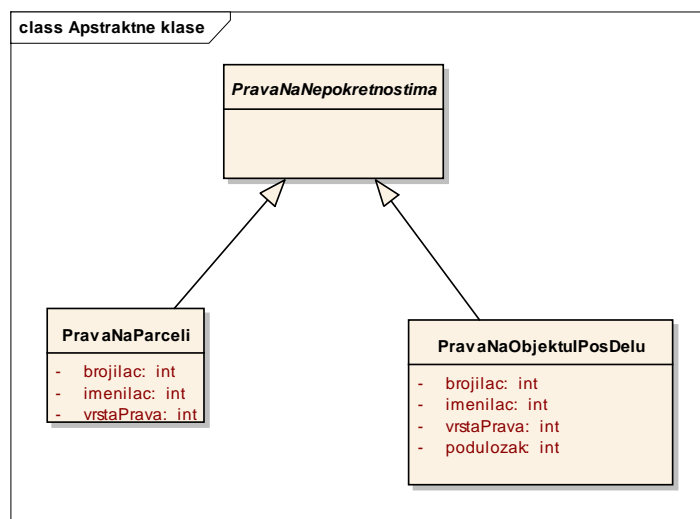 class Apstraktne klase
PravaNaNepokretnostima
PravaNaParceli
- brojilac: int
- imenilac: int
- vrstaPrava: int
PravaNaObjektuIPosDelu
- brojilac: int
- imenilac: int
- vrstaPrava: int
- podulozak: int